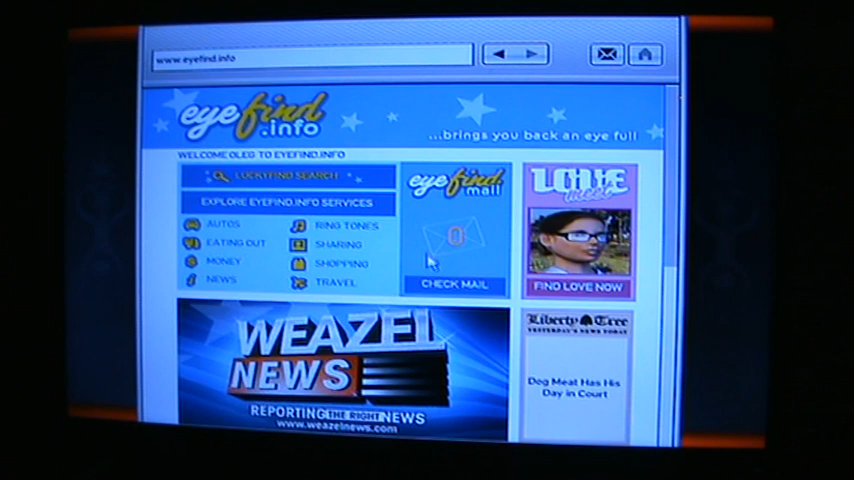 www.eyefind.info
eyefind
.info
...brings you back an eye full
WELCOME OLEG TO EYEFIND.INFO
LUCKYFIND SEARCH
EXPLORE EYEFIND.INFO SERVICES
AUTOS
RING TONES
EATING OUT
SHARING
MONEY
SHOPPING
NEWS
TRAVEL
eyefind
mail
0
CHECK MAIL
LOVE
meet
FIND LOVE NOW
WEAZEL
NEWS
REPORTING THE RIGHT NEWS
www.weazelnews.com
Liberty Tree
YESTERDAY'S NEWS TODAY
Dog Meat Has His
Day in Court